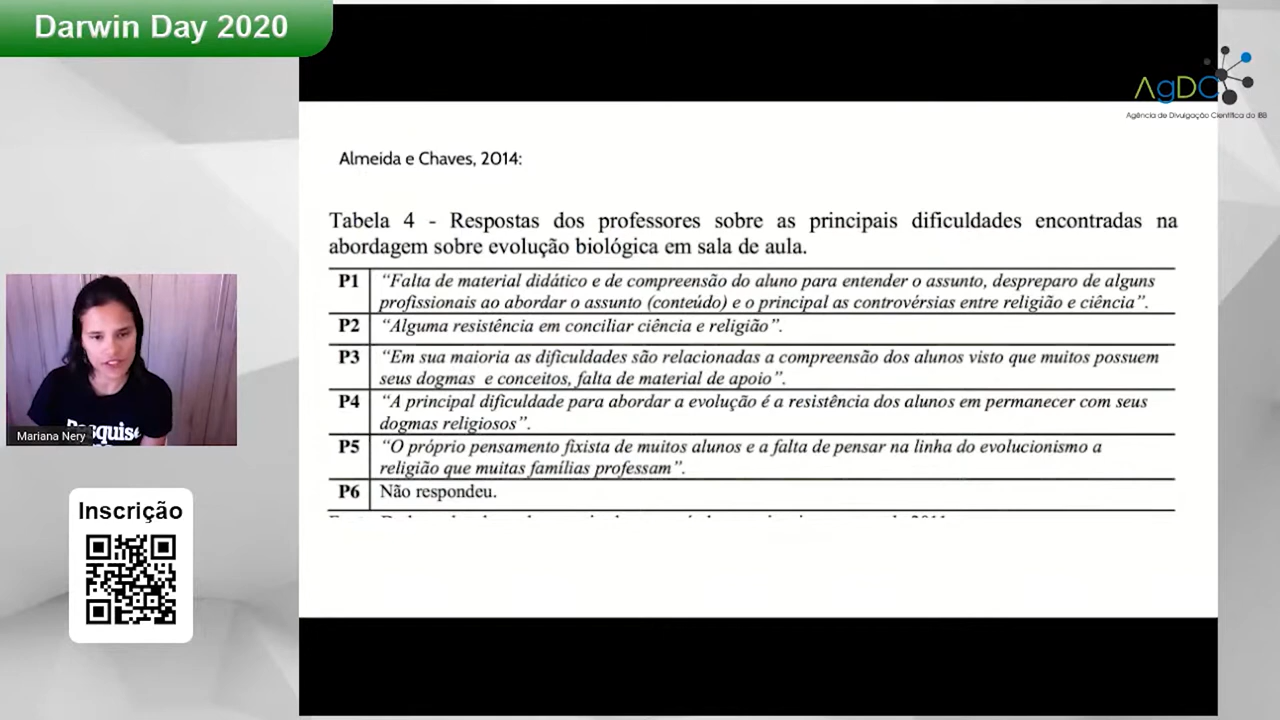 Darwin Day 2020
AgDC
Agência de Divulgação Científica do IBB
Almeida e Chaves, 2014:
Tabela 4 - Respostas dos professores sobre as principais dificuldades encontradas na
abordagem sobre evolução biológica em sala de aula.
P1 “Falta de material didático e de compreensão do aluno para entender o assunto, despreparo de alguns
profissionais ao abordar o assunto (conteúdo) e o principal as controvérsias entre religião e ciência”.
P2 “Alguma resistência em conciliar ciência e religião”.
P3 “Em sua maioria as dificuldades são relacionadas a compreensão dos alunos visto que muitos possuem
seus dogmas e conceitos, falta de material de apoio”.
P4 “A principal dificuldade para abordar a evolução é a resistência dos alunos em permanecer com seus
dogmas religiosos”.
P5 “O próprio pensamento fixista de muitos alunos e a falta de pensar na linha do evolucionismo a
religião que muitas famílias professam”.
P6 Não respondeu.
Mariana Nery
Inscrição